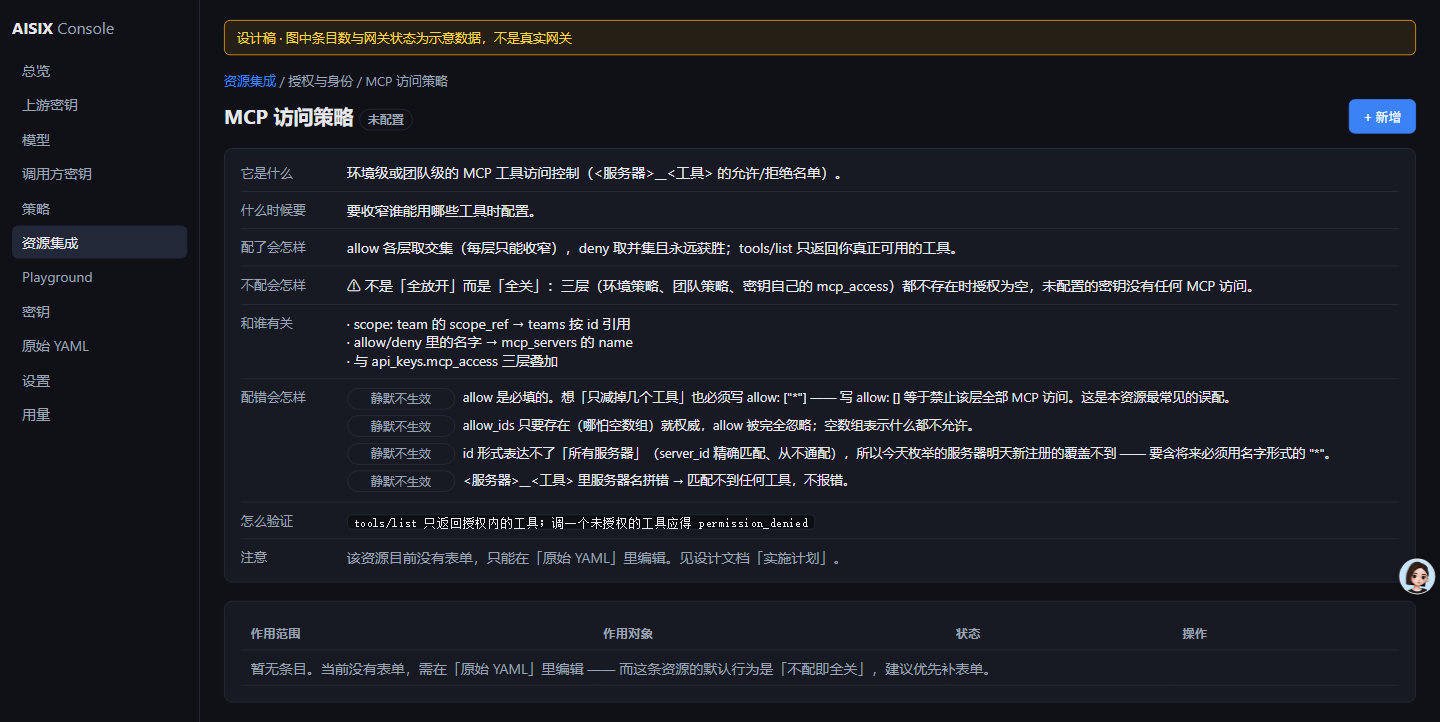 AISIX Console
总览
上游密钥
模型
调用方密钥
策略
资源集成
Playground
密钥
原始 YAML
设置
用量
设计稿 · 图中条目数与网关状态为示意数据，不是真实网关
资源集成 / 授权与身份 / MCP 访问策略
MCP 访问策略 未配置
+ 新增
它是什么 环境级或团队级的 MCP 工具访问控制（<服务器>__<工具> 的允许/拒绝名单）。
什么时候要 要收窄谁能用哪些工具时配置。
配了会怎样 allow 各层取交集（每层只能收窄），deny 取并集且永远获胜；tools/list 只返回你真正可用的工具。
不配会怎样 ⚠ 不是「全放开」而是「全关」：三层（环境策略、团队策略、密钥自己的 mcp_access）都不存在时授权为空，未配置的密钥没有任何 MCP 访问。
和谁有关 · scope: team 的 scope_ref → teams 按 id 引用
· allow/deny 里的名字 → mcp_servers 的 name
· 与 api_keys.mcp_access 三层叠加
配错会怎样 静默不生效 allow 是必填的。想「只减掉几个工具」也必须写 allow: ["*"] —— 写 allow: [] 等于禁止该层全部 MCP 访问。这是本资源最常见的误配。
静默不生效 allow_ids 只要存在（哪怕空数组）就权威，allow 被完全忽略；空数组表示什么都不允许。
静默不生效 id 形式表达不了「所有服务器」（server_id 精确匹配、从不通配），所以今天枚举的服务器明天新注册的覆盖不到 —— 要含将来必须用名字形式的 "*"。
静默不生效 <服务器>__<工具> 里服务器名拼错 → 匹配不到任何工具，不报错。
怎么验证 tools/list 只返回授权内的工具；调一个未授权的工具应得 permission_denied
注意 该资源目前没有表单，只能在「原始 YAML」里编辑。见设计文档「实施计划」。
作用范围 作用对象 状态 操作
暂无条目。当前没有表单，需在「原始 YAML」里编辑 —— 而这条资源的默认行为是「不配即全关」，建议优先补表单。